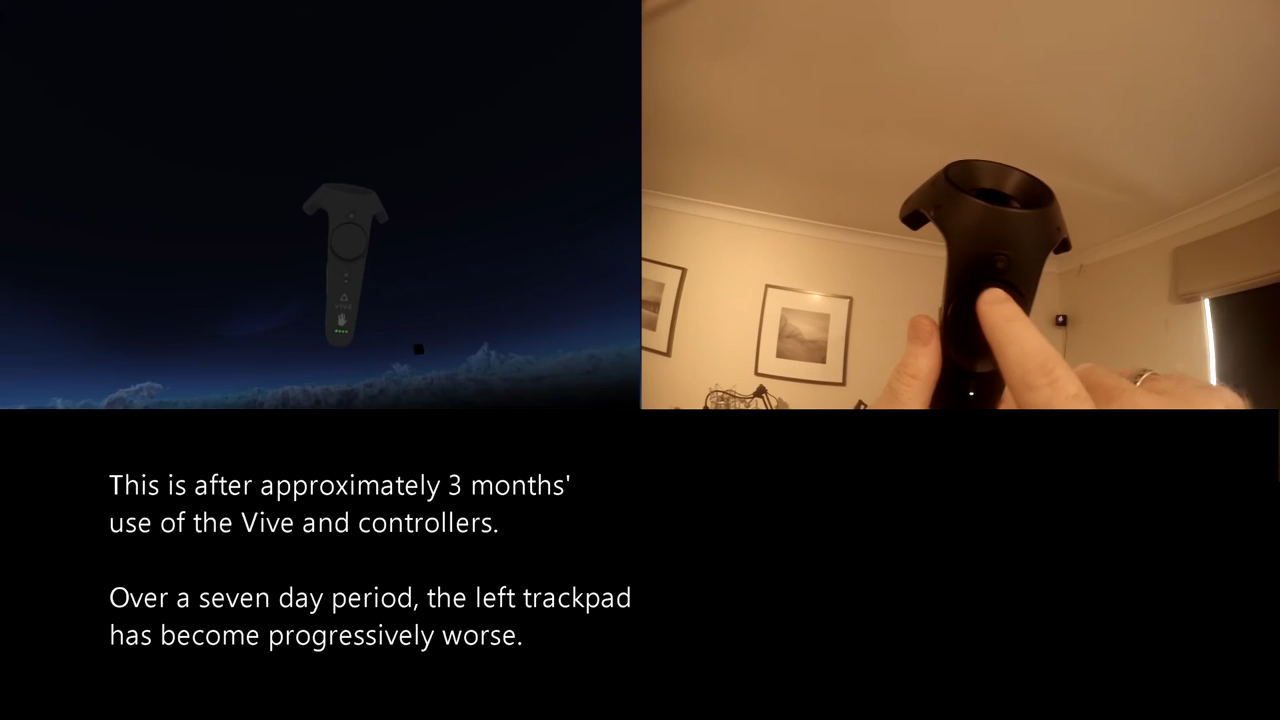 VIVE
This is after approximately 3 months'
use of the Vive and controllers.
Over a seven day period, the left trackpad
has become progressively worse.